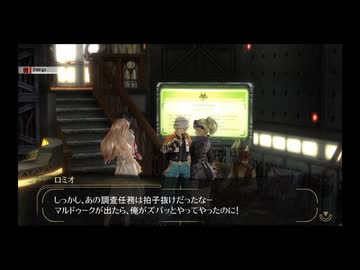 ロミオ
しっかし、あの調査任務は拍子抜けだったなー
マルドゥークが出たら、俺がズバッとやってやったのに!